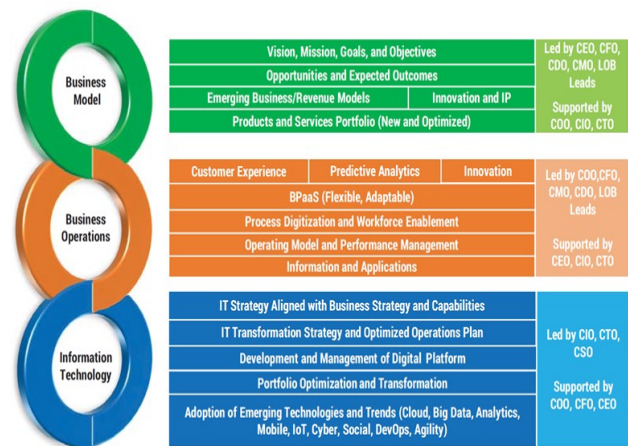 Business
Model
Vision, Mission, Goals, and Objectives
Opportunities and Expected Outcomes
Emerging Business/Revenue Models
Innovation and IP
Products and Services Portfolio (New and Optimized)
Led by CEO, CFO,
CDO, CMO, LOB
Leads
Supported by
COO, CIO, CTO
Business
Operations
Customer Experience
Predictive Analytics
Innovation
BPaaS (Flexible, Adaptable)
Process Digitization and Workforce Enablement
Operating Model and Performance Management
Information and Applications
Led by COO,CFO,
CMO, CDO, LOB
Leads
Supported by
CEO, CIO, CTO
Information
Technology
IT Strategy Aligned with Business Strategy and Capabilities
IT Transformation Strategy and Optimized Operations Plan
Development and Management of Digital Platform
Portfolio Optimization and Transformation
Adoption of Emerging Technologies and Trends (Cloud, Big Data, Analytics,
Mobile, IoT, Cyber, Social, DevOps, Agility)
Led by CIO, CTO,
CSO
Supported by
COO, CFO, CEO